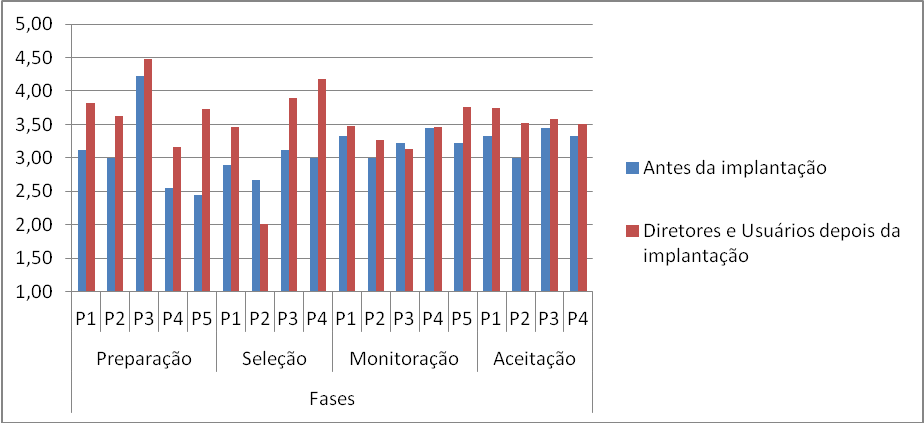 5,00
4,50
4,00
3,50
3,00
2,50
2,00
1,50
1,00
P1 P2 P3 P4 P5 P1 P2 P3 P4 P1 P2 P3 P4 P5 P1 P2 P3 P4
Preparação Seleção Monitoração Aceitação
Fases
Antes da implantação
Diretores e Usuários depois da
implantação